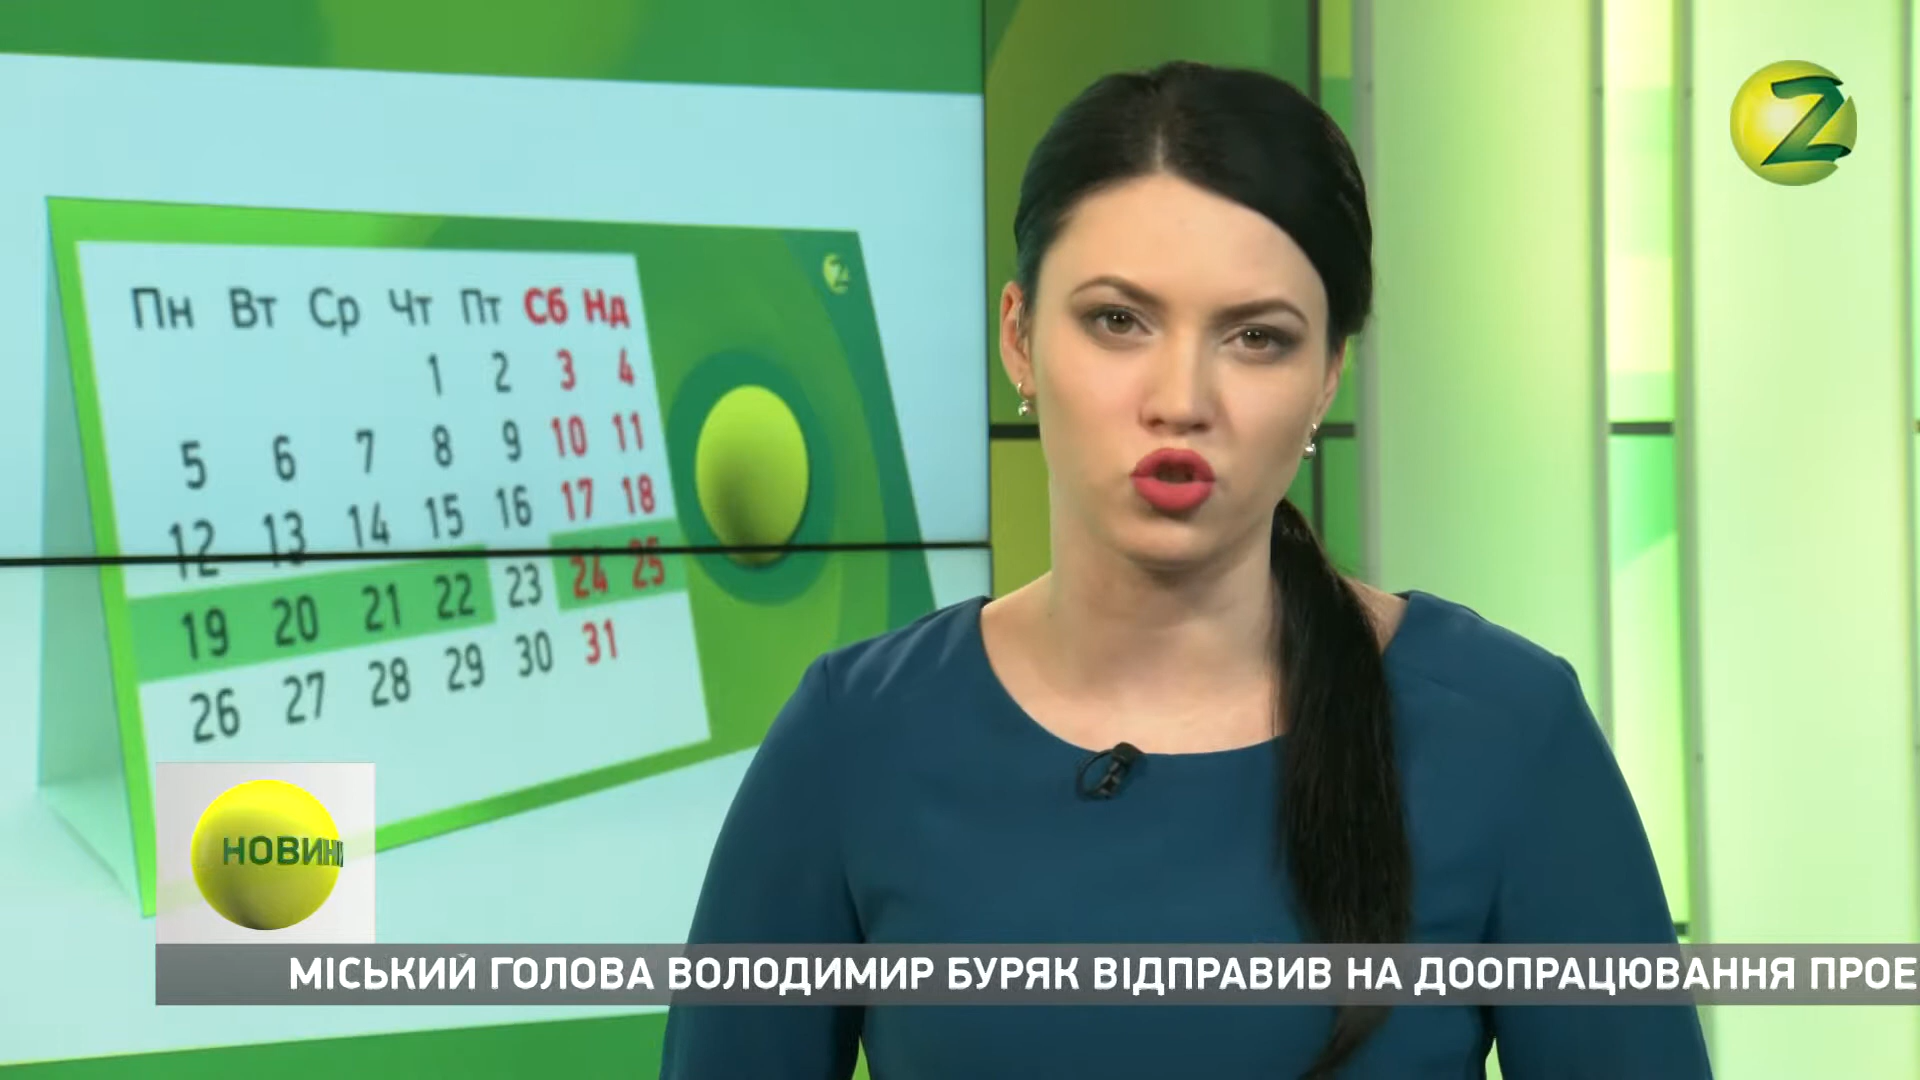 Z
Пн Вт Ср Чт Пт Сб Нд
1 2 3 4
5 6 7 8 9 10 11
12 13 14 15 16 17 18
19 20 21 22 23 24 25
26 27 28 29 30 31
НОВИНИ
МІСЬКИЙ ГОЛОВА ВОЛОДИМИР БУРЯК ВІДПРАВИВ НА ДООПРАЦЮВАННЯ ПРОЕ